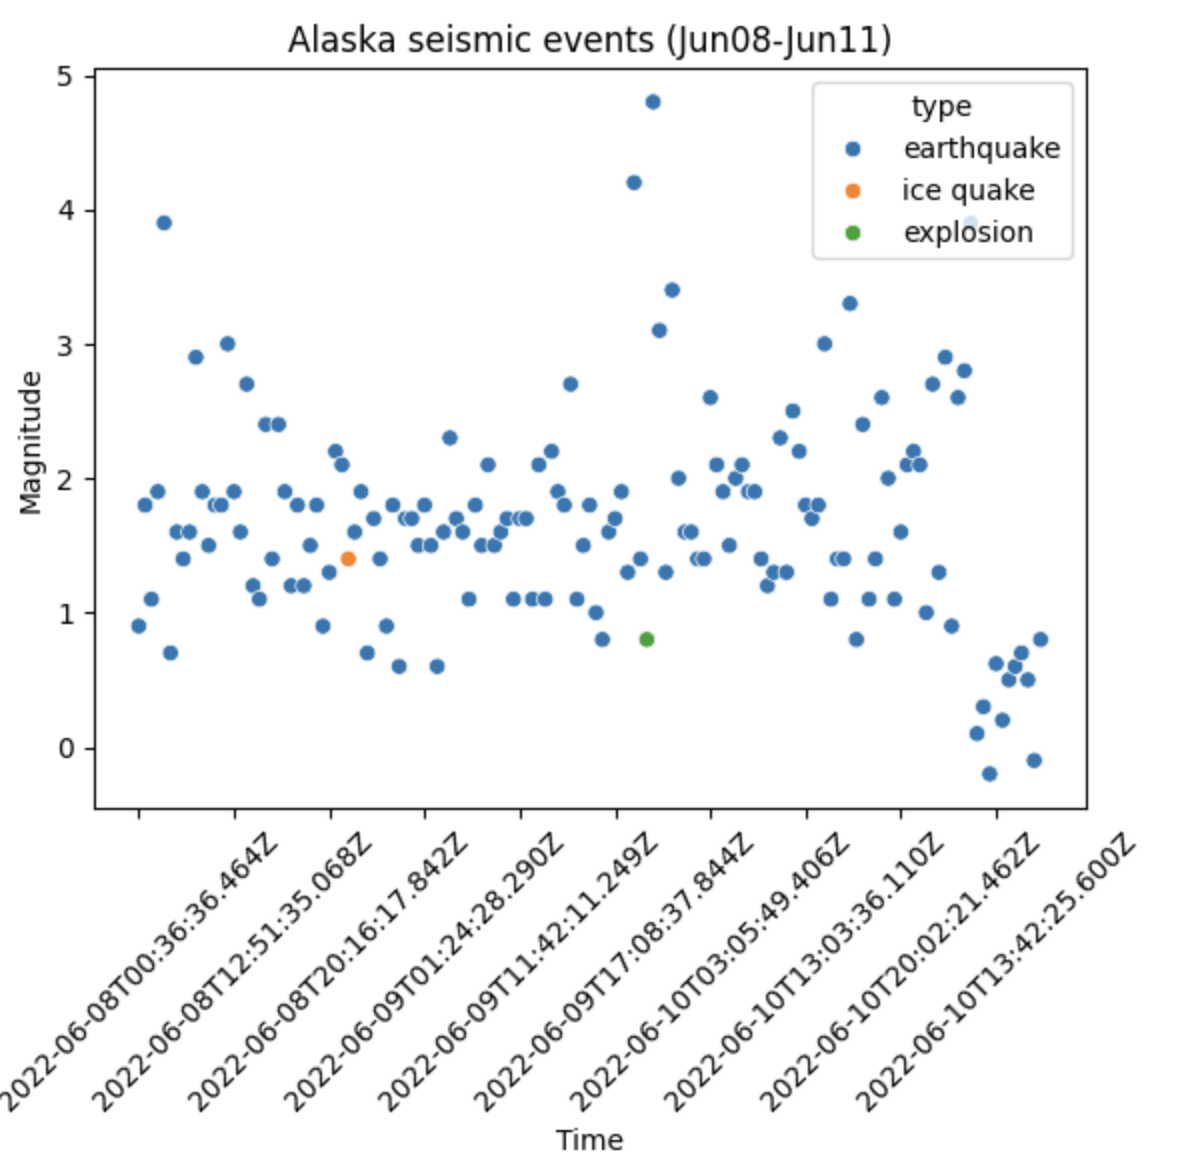 Alaska seismic events (Jun08-Jun11)
5
4
3
2
1
0
Magnitude
type
earthquake
ice quake
explosion
2022-06-08T00:36:36.464Z
2022-06-08T12:51:35.068Z
2022-06-08T20:16:17.842Z
2022-06-09T01:24:28.290Z
2022-06-09T11:42:11.249Z
2022-06-09T17:08:37.844Z
2022-06-10T03:05:49.406Z
2022-06-10T13:03:36.110Z
2022-06-10T20:02:21.462Z
2022-06-10T13:42:25.600Z
Time